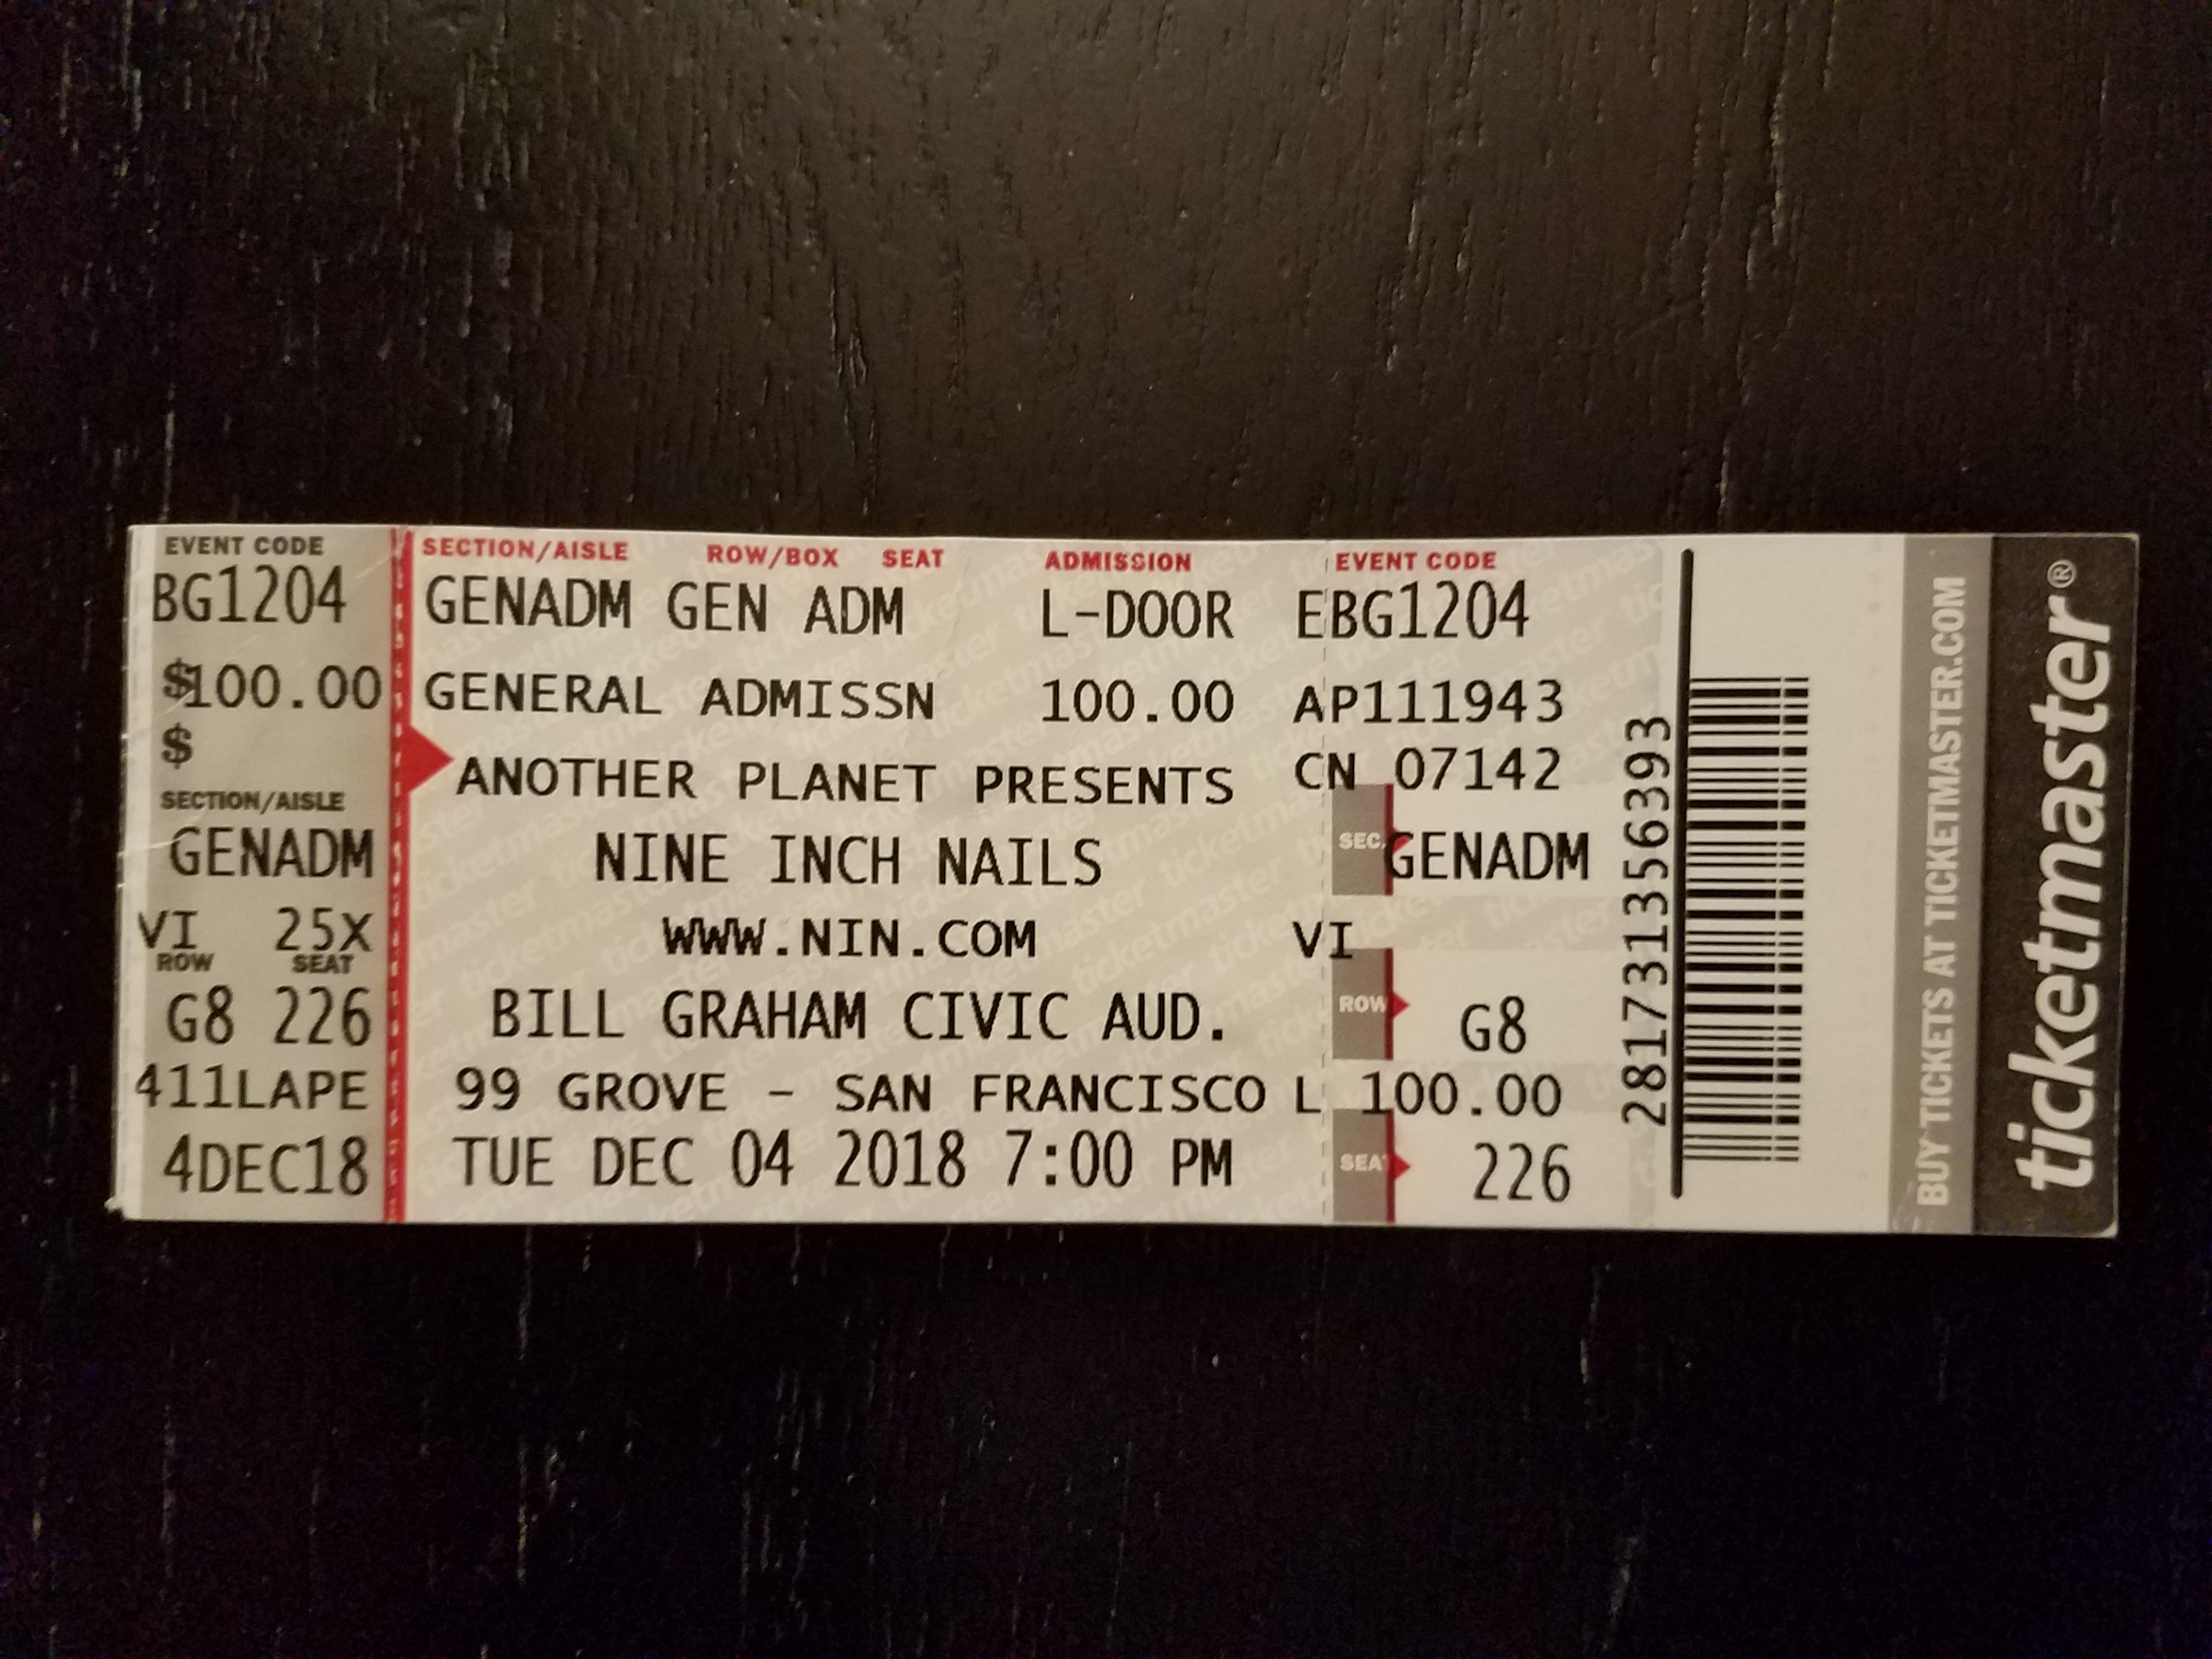 EVENT CODE
BG1204
$100.00
$
SECTION/AISLE
GENADM
VI 25X
ROW SEAT
G8 226
411LAPE
4DEC18
SECTION/AISLE ROW/BOX SEAT ADMISSION
GENADM GEN ADM L-DOOR
GENERAL ADMISSN 100.00
ANOTHER PLANET PRESENTS
NINE INCH NAILS
WWW.NIN.COM
BILL GRAHAM CIVIC AUD.
99 GROVE - SAN FRANCISCO
TUE DEC 04 2018 7:00 PM
EVENT CODE
EBG1204
AP111943
CN 07142
SEC. GENADM
VI
ROW G8
L 100.00
SEAT 226
281731356393
BUY TICKETS AT TICKETMASTER.COM
ticketmaster®